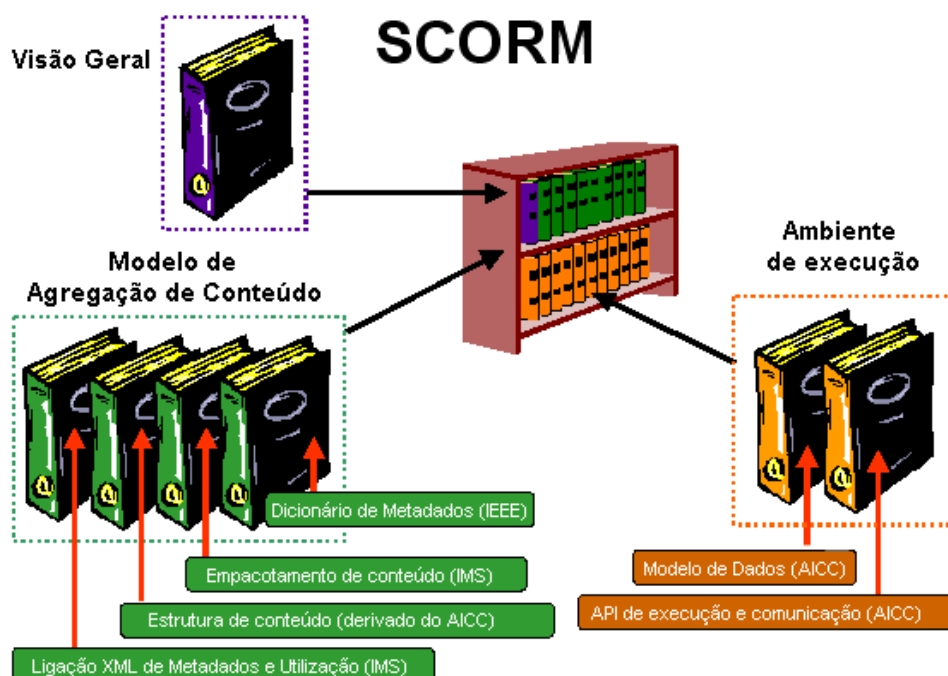 SCORM
Visão Geral
Modelo de
Agregação de Conteúdo
Ambiente
de execução
Dicionário de Metadados (IEEE)
Empacotamento de conteúdo (IMS)
Estrutura de conteúdo (derivado do AICC)
Ligação XML de Metadados e Utilização (IMS)
Modelo de Dados (AICC)
API de execução e comunicação (AICC)